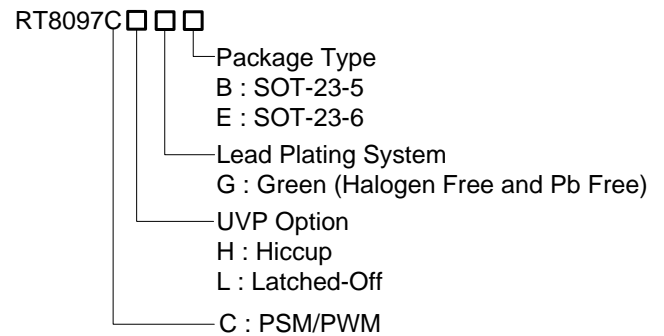 RT8097C
Package Type
B : SOT-23-5
E : SOT-23-6
Lead Plating System
G : Green (Halogen Free and Pb Free)
UVP Option
H : Hiccup
L : Latched-Off
C : PSM/PWM